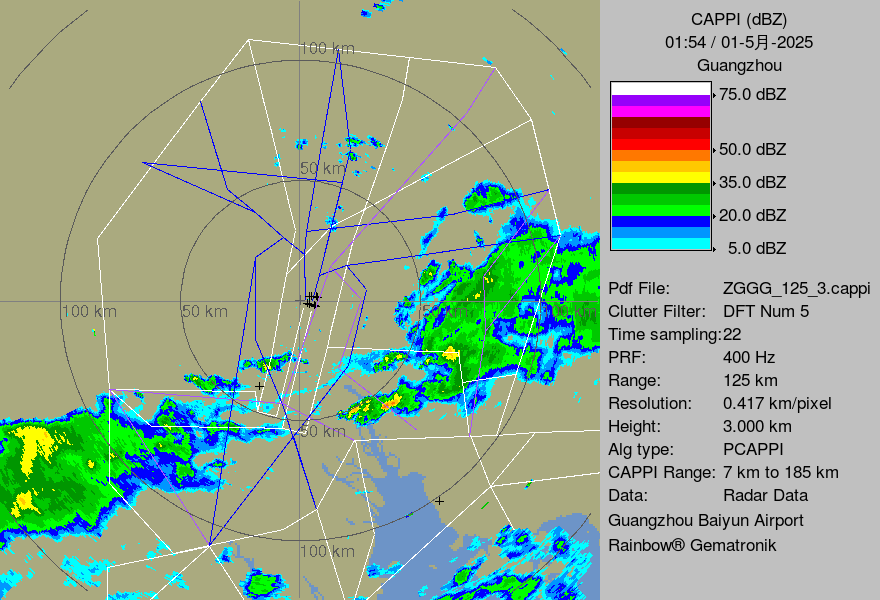 CAPPI (dBZ)
01:54 / 01-5月-2025
Guangzhou
75.0 dBZ
50.0 dBZ
35.0 dBZ
20.0 dBZ
5.0 dBZ
Pdf File: ZGGG_125_3.cappi
Clutter Filter: DFT Num 5
Time sampling:22
PRF: 400 Hz
Range: 125 km
Resolution: 0.417 km/pixel
Height: 3.000 km
Alg type: PCAPPI
CAPPI Range: 7 km to 185 km
Data: Radar Data
Guangzhou Baiyun Airport
Rainbow® Gematronik
100 km
50 km
100 km
50 km
50 km
100 km